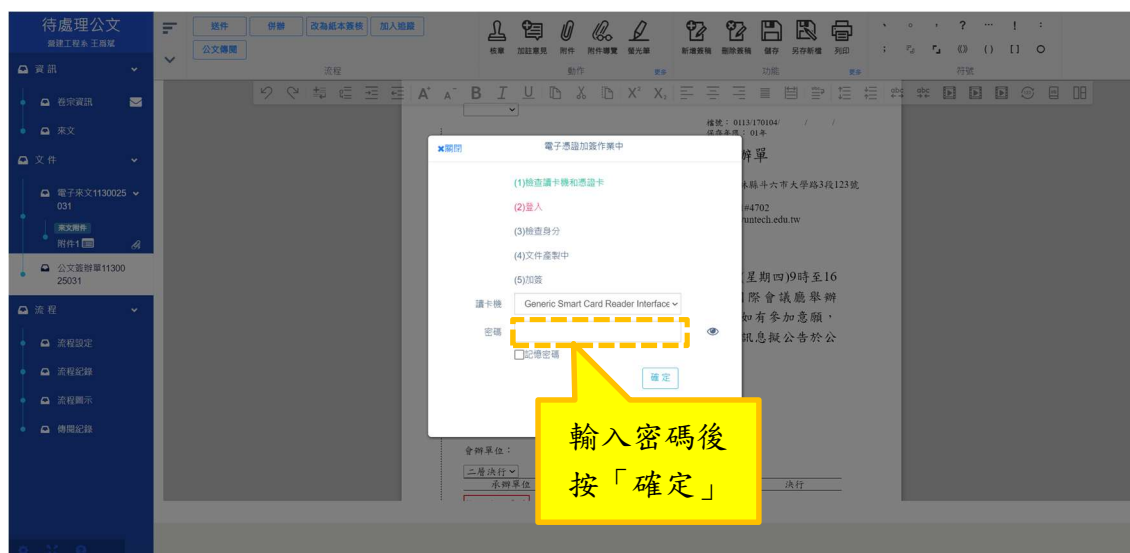 待處理公文
營建工程系 王雨箴
資訊
卷宗資訊
來文
文件
電子來文1130025
031
來文附件
附件1
公文簽辦單11300
25031
流程
流程設定
流程記錄
流程圖示
傳閱記錄
送件
併辦
改為紙本簽核
加入追蹤
公文傳閱
流程
核章
加註意見
附件
附件導覽
螢光筆
動作
更多
新增簽稿
刪除簽稿
儲存
另存新檔
列印
功能
更多
符號
檔號：0113/170104/ / /
保存年限：01年
辦單
林縣斗六市大學路3段123號
#4702
untech.edu.tw
星期四)9時至16
際會議廳舉辦
如有參加意願，
訊息擬公告於公
關閉
電子憑證加簽作業中
(1)檢查讀卡機和憑證卡
(2)登入
(3)檢查身分
(4)文件產製中
(5)加簽
讀卡機
Generic Smart Card Reader Interface
密碼
記憶密碼
確定
輸入密碼後
按「確定」
會辦單位：
二層決行
承辦單位
決行